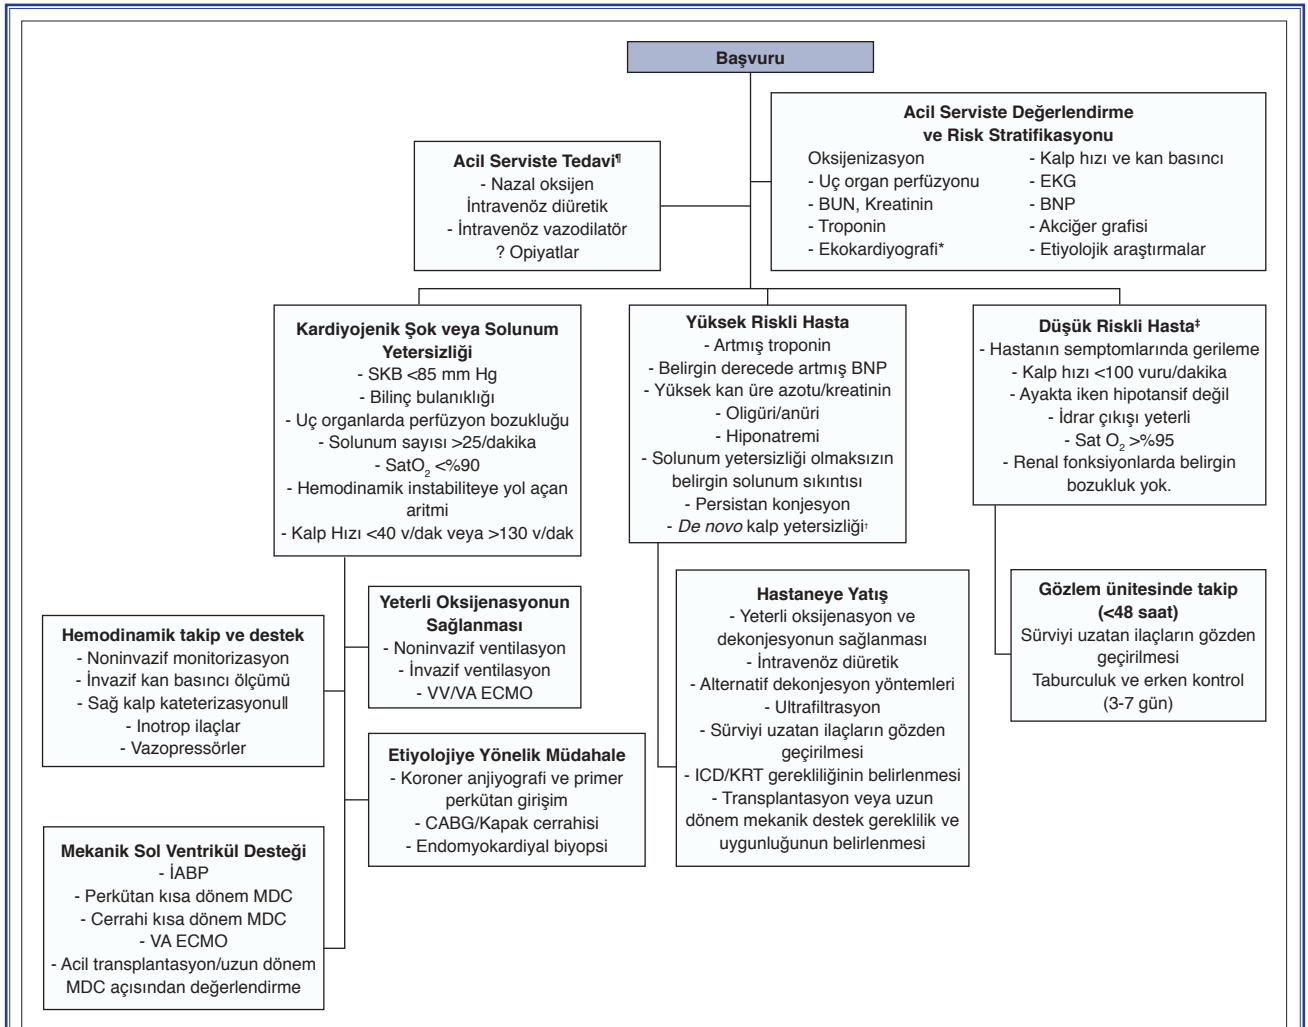 Başvuru
Acil Serviste Değerlendirme
ve Risk Stratifikasyonu
Oksijenizasyon
- Uç organ perfüzyonu
- BUN, Kreatinin
- Troponin
- Ekokardiyografi*
- Kalp hızı ve kan basıncı
- EKG
- BNP
- Akciğer grafisi
- Etiyolojik araştırmalar
Acil Serviste Tedavi¶
- Nazal oksijen
İntravenöz diüretik
- İntravenöz vazodilatör
? Opiyatlar
Kardiyojenik Şok veya Solunum
Yetersizliği
- SKB <85 mm Hg
- Bilinç bulanıklığı
- Uç organlarda perfüzyon bozukluğu
- Solunum sayısı >25/dakika
- SatO₂ <%90
- Hemodinamik instabiliteye yol açan
aritmi
- Kalp Hızı <40 v/dak veya >130 v/dak
Yüksek Riskli Hasta
- Artmış troponin
- Belirgin derecede artmış BNP
- Yüksek kan üre azotu/kreatinin
- Oligüri/anüri
- Hiponatremi
- Solunum yetersizliği olmaksızın
belirgin solunum sıkıntısı
- Persistan konjesyon
- De novo kalp yetersizliği†
Düşük Riskli Hasta‡
- Hastanın semptomlarında gerileme
- Kalp hızı <100 vuru/dakika
- Ayakta iken hipotansif değil
- İdrar çıkışı yeterli
- Sat O₂ >%95
- Renal fonksiyonlarda belirgin
bozukluk yok.
Yeterli Oksijenasyonun
Sağlanması
- Noninvazif ventilasyon
- İnvazif ventilasyon
- VV/VA ECMO
Hemodinamik takip ve destek
- Noninvazif monitorizasyon
- İnvazif kan basıncı ölçümü
- Sağ kalp kateterizasyonuǁ
- Inotrop ilaçlar
- Vazopressörler
Etiyolojiye Yönelik Müdahale
- Koroner anjiyografi ve primer
perkütan girişim
- CABG/Kapak cerrahisi
- Endomyokardiyal biyopsi
Mekanik Sol Ventrikül Desteği
- İABP
- Perkütan kısa dönem MDC
- Cerrahi kısa dönem MDC
- VA ECMO
- Acil transplantasyon/uzun dönem
MDC açısından değerlendirme
Hastaneye Yatış
- Yeterli oksijenasyon ve
dekonjesyonun sağlanması
- İntravenöz diüretik
- Alternatif dekonjesyon yöntemleri
- Ultrafiltrasyon
- Sürviyi uzatan ilaçların gözden
geçirilmesi
- ICD/KRT gerekliliğinin belirlenmesi
- Transplantasyon veya uzun
dönem mekanik destek gereklilik ve
uygunluğunun belirlenmesi
Gözlem ünitesinde takip
(<48 saat)
Sürviyi uzatan ilaçların gözden
geçirilmesi
Taburculuk ve erken kontrol
(3-7 gün)